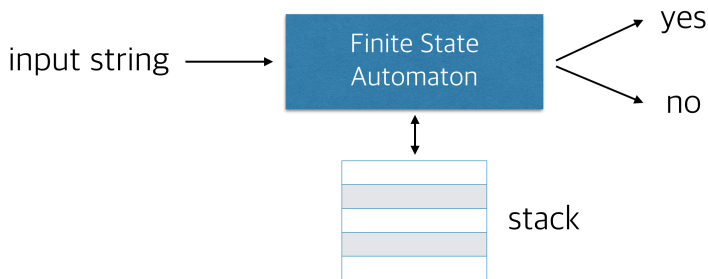 input string
Finite State
Automaton
yes
no
stack